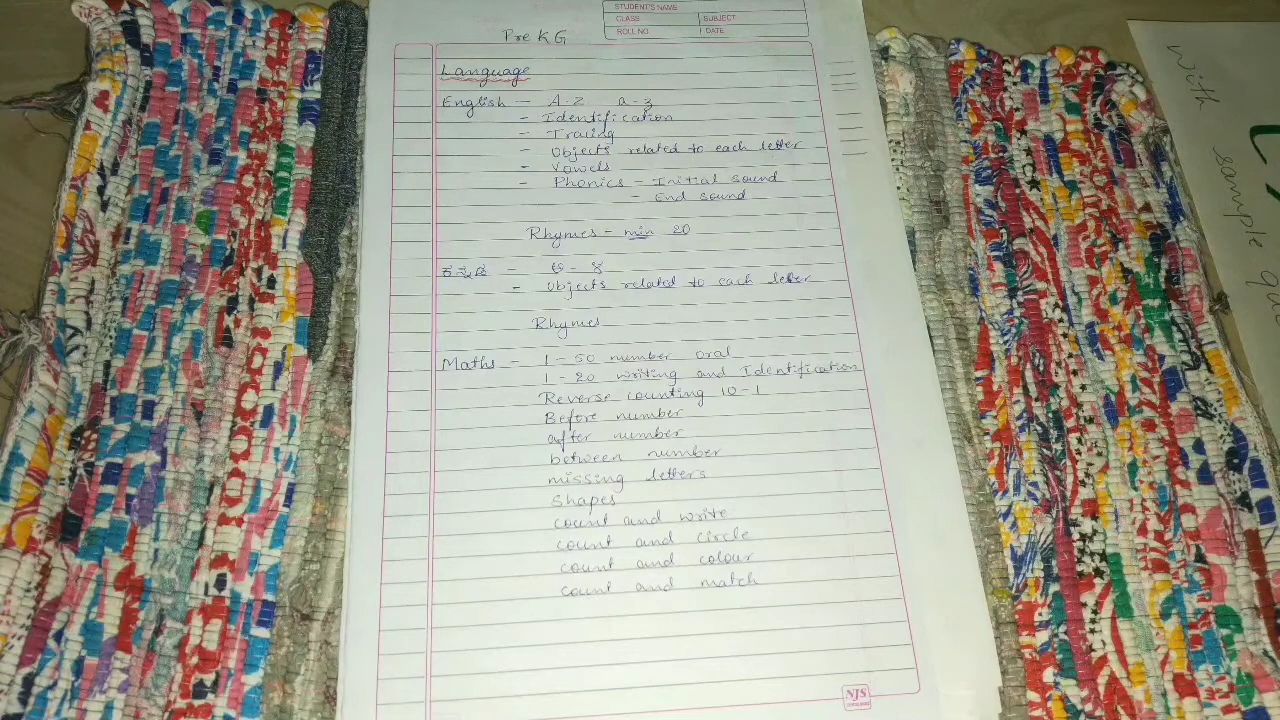 STUDENT'S NAME
CLASS SUBJECT
ROLL NO DATE
Pre KG
Language
English - A-Z a-z
- Identification
- Tracing
- Objects related to each letter
- Vowels
- Phonics - Initial sound
- End sound
Rhymes - min 20
ಕನ್ನಡ - ಅ - ಳ
- Objects related to each letter
Rhymes
Maths - 1 - 50 number oral
1 - 20 writing and Identification
Reverse counting 10-1
Before number
after number
between number
missing letters
Shapes
count and write
count and circle
count and colour
count and match
NJS
with
sample